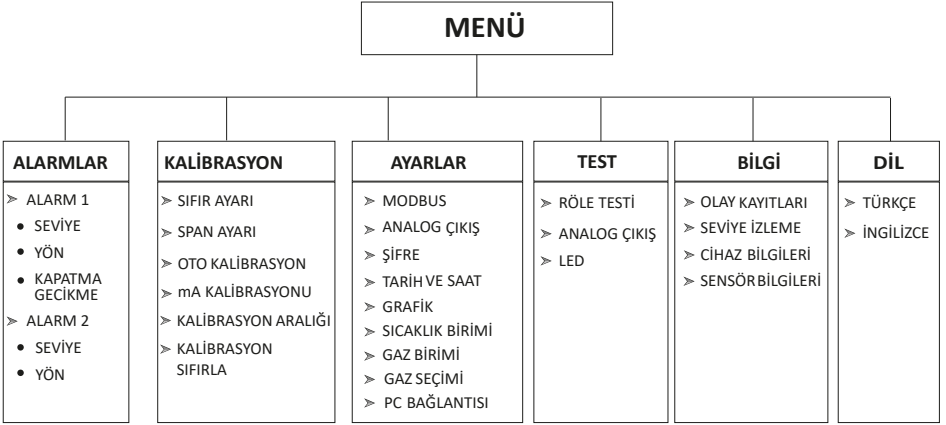 MENÜ
ALARMLAR
➢ ALARM 1
• SEVİYE
• YÖN
• KAPATMA
GECİKME
➢ ALARM 2
• SEVİYE
• YÖN
KALİBRASYON
➢ SIFIR AYARI
➢ SPAN AYARI
➢ OTO KALİBRASYON
➢ mA KALİBRASYONU
➢ KALİBRASYON ARALIĞI
➢ KALİBRASYON
SIFIRLA
AYARLAR
➢ MODBUS
➢ ANALOG ÇIKIŞ
➢ ŞİFRE
➢ TARİH VE SAAT
➢ GRAFİK
➢ SICAKLIK BİRİMİ
➢ GAZ BİRİMİ
➢ GAZ SEÇİMİ
➢ PC BAĞLANTISI
TEST
➢ RÖLE TESTİ
➢ ANALOG ÇIKIŞ
➢ LED
BİLGİ
➢ OLAY KAYITLARI
➢ SEVİYE İZLEME
➢ CİHAZ BİLGİLERİ
➢ SENSÖR BİLGİLERİ
DİL
➢ TÜRKÇE
➢ İNGİLİZCE